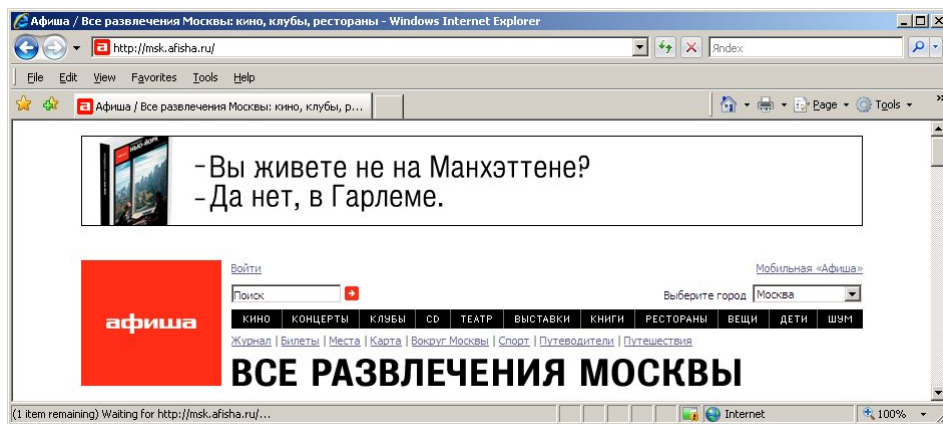 Афиша / Все развлечения Москвы: кино, клубы, рестораны - Windows Internet Explorer
http://msk.afisha.ru/
Яndex
File Edit View Favorites Tools Help
Афиша / Все развлечения Москвы: кино, клубы, р...
Page Tools »
НЬЮ-ЙОРК
-Вы живете не на Манхэттене?
-Да нет, в Гарлеме.
Войти
Мобильная «Афиша»
Поиск
Выберите город Москва
афиша
КИНО КОНЦЕРТЫ КЛУБЫ CD ТЕАТР ВЫСТАВКИ КНИГИ РЕСТОРАНЫ ВЕЩИ ДЕТИ ШУМ
Журнал | Билеты | Места | Карта | Вокруг Москвы | Спорт | Путеводители | Путешествия
ВСЕ РАЗВЛЕЧЕНИЯ МОСКВЫ
(1 item remaining) Waiting for http://msk.afisha.ru/...
Internet
100%